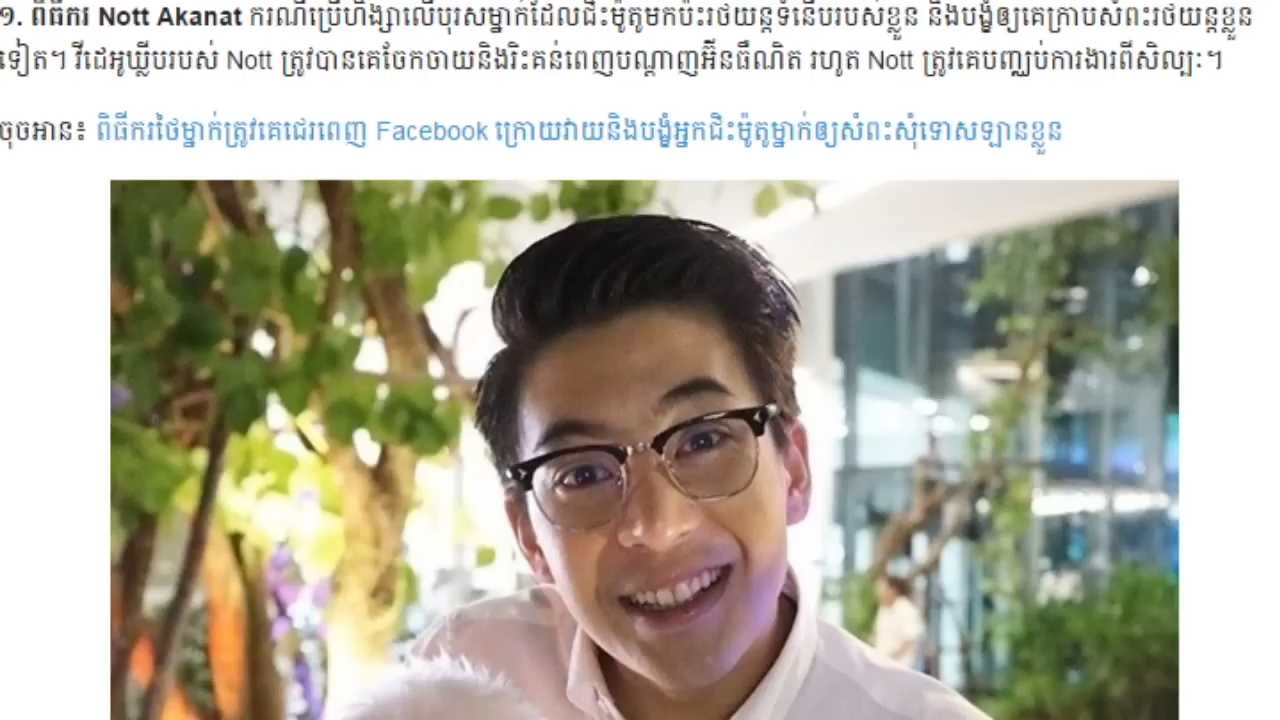 ១. ពិធីករ Nott Akanat ករណីប្រើហិង្សាលើបុរសម្នាក់ដែលជិះម៉ូតូមកប៉ះរថយន្តទំនើបរបស់ខ្លួន និងបង្ខំឲ្យគេក្រាបសំពះរថយន្តខ្លួន
ទៀត។ វីដេអូឃ្លីបរបស់ Nott ត្រូវបានគេចែកចាយនិងរិះគន់ពេញបណ្តាញអ៊ីនធឺណិត រហូត Nott ត្រូវគេបញ្ឈប់ការងារពីសិល្បៈ។
ចុចអាន៖ ពិធីករថៃម្នាក់ត្រូវគេជេរពេញ Facebook ក្រោយវាយនិងបង្ខំអ្នកជិះម៉ូតូម្នាក់ឲ្យសំពះសុំទោសឡានខ្លួន